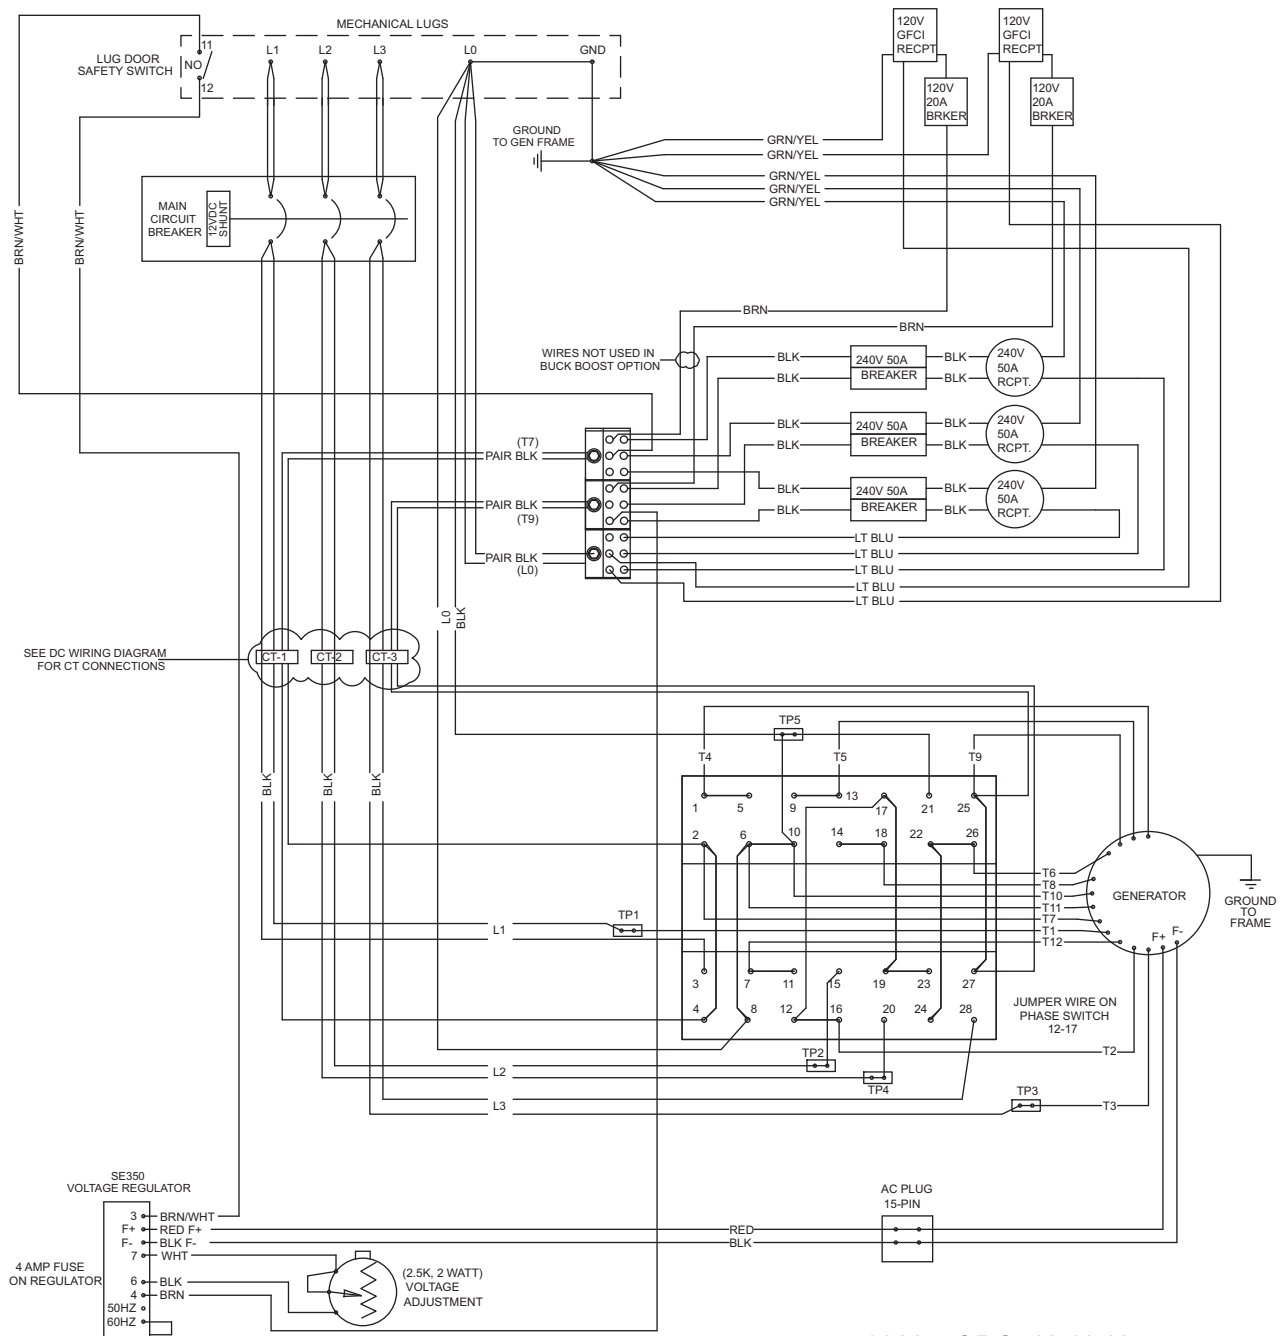 MECHANICAL LUGS
LUG DOOR
SAFETY SWITCH
11
NO
12
L1
L2
L3
L0
GND
120V
GFCI
RECPT
120V
GFCI
RECPT
120V
20A
BRKER
120V
20A
BRKER
GROUND
TO GEN FRAME
GRN/YEL
GRN/YEL
GRN/YEL
GRN/YEL
GRN/YEL
MAIN
CIRCUIT
BREAKER
12VDC
SHUNT
BRN/WHT
BRN/WHT
BRN
BRN
WIRES NOT USED IN
BUCK BOOST OPTION
BLK
240V 50A
BREAKER
BLK
240V
50A
RCPT.
BLK
BLK
BLK
240V 50A
BREAKER
BLK
240V
50A
RCPT.
BLK
BLK
BLK
240V 50A
BREAKER
BLK
240V
50A
RCPT.
BLK
BLK
(T7)
PAIR BLK
PAIR BLK
(T9)
PAIR BLK
(L0)
LT BLU
LT BLU
LT BLU
LT BLU
LT BLU
L0
BLK
SEE DC WIRING DIAGRAM
FOR CT CONNECTIONS
CT-1
CT-2
CT-3
BLK
BLK
BLK
TP5
T4
T5
T9
1
5
9
13
17
21
25
2
6
10
14
18
22
26
T6
T8
T10
T11
T7
T1
T12
GENERATOR
F+
F-
GROUND
TO
FRAME
TP1
L1
3
7
11
15
19
23
27
4
8
12
16
20
24
28
JUMPER WIRE ON
PHASE SWITCH
12-17
T2
TP2
L2
TP4
TP3
L3
T3
SE350
VOLTAGE REGULATOR
AC PLUG
15-PIN
3
BRN/WHT
F+
RED F+
RED
F-
BLK F-
BLK
7
WHT
4 AMP FUSE
ON REGULATOR
6
BLK
4
BRN
50HZ
60HZ
(2.5K, 2 WATT)
VOLTAGE
ADJUSTMENT